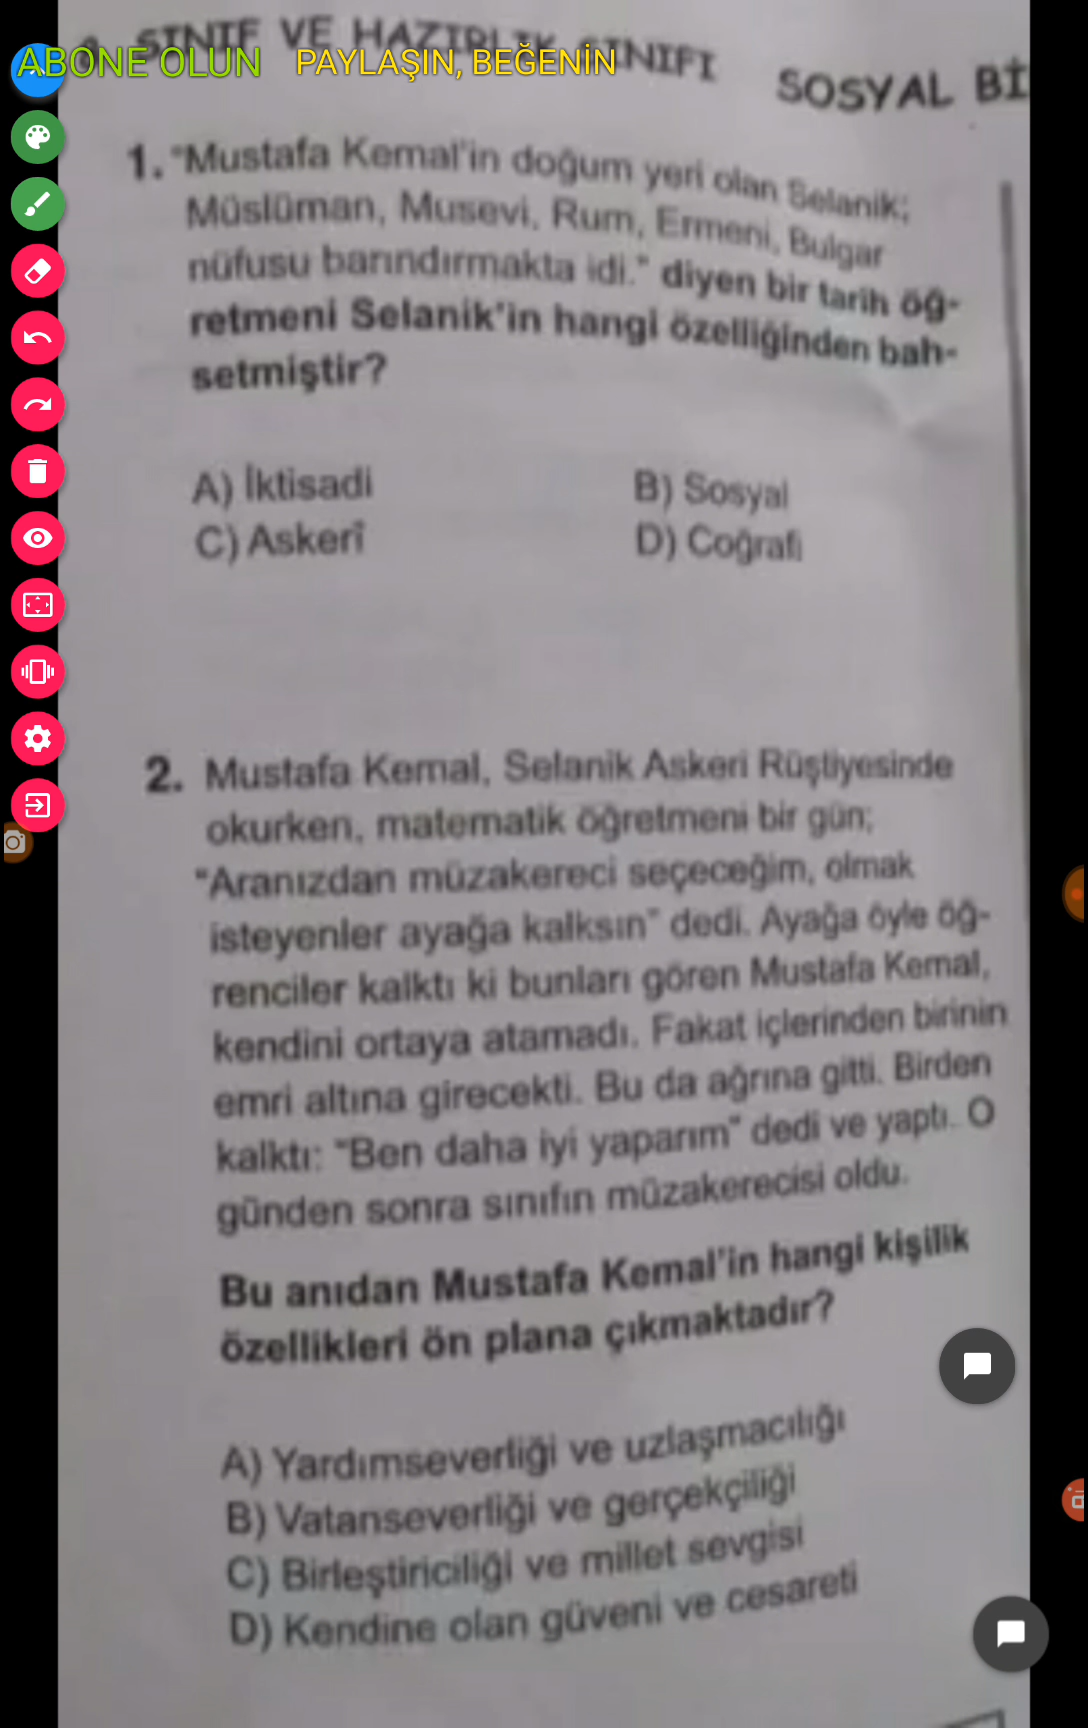 ABONE OLUN PAYLAŞIN, BEĞENİN
SINIF VE HAZIRLIK SINIFI
SOSYAL Bİ
1. "Mustafa Kemal'in doğum yeri olan Selanik;
Müslüman, Musevi, Rum, Ermeni, Bulgar
nüfusu barındırmakta idi." diyen bir tarih öğ-
retmeni Selanik'in hangi özelliğinden bah-
setmiştir?
A) İktisadi
B) Sosyal
C) Askerî
D) Coğrafi
2. Mustafa Kemal, Selanik Askeri Rüştiyesinde
okurken, matematik öğretmeni bir gün;
"Aranızdan müzakereci seçeceğim, olmak
isteyenler ayağa kalksın" dedi. Ayağa öyle öğ-
renciler kalktı ki bunları gören Mustafa Kemal,
kendini ortaya atamadı. Fakat içlerinden birinin
emri altına girecekti. Bu da ağrına gitti. Birden
kalktı: "Ben daha iyi yaparım" dedi ve yaptı. O
günden sonra sınıfın müzakerecisi oldu.
Bu anıdan Mustafa Kemal'in hangi kişilik
özellikleri ön plana çıkmaktadır?
A) Yardımseverliği ve uzlaşmacılığı
B) Vatanseverliği ve gerçekçiliği
C) Birleştiriciliği ve millet sevgisi
D) Kendine olan güveni ve cesareti